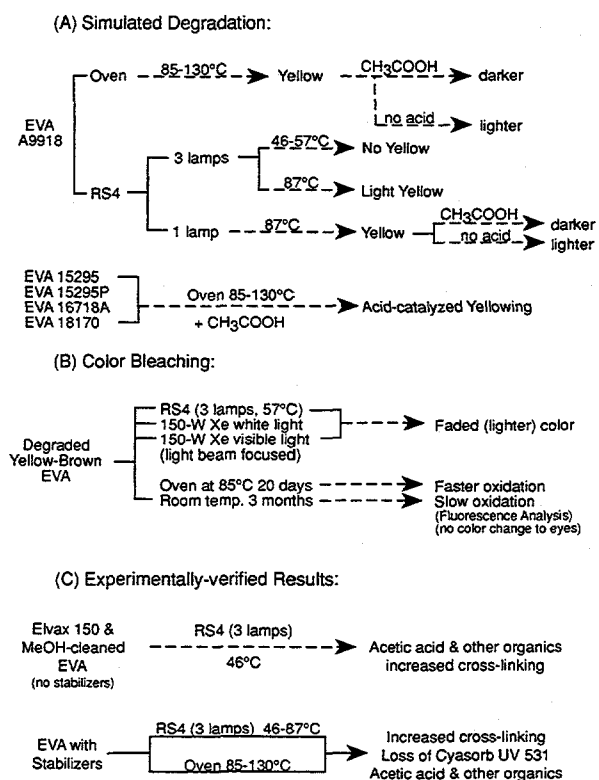 (A) Simulated Degradation:
Oven 85-130°C Yellow CH3COOH darker
no acid lighter
EVA
A9918
RS4 3 lamps 46-57°C No Yellow
87°C Light Yellow
1 lamp 87°C Yellow CH3COOH darker
no acid lighter
EVA 15295
EVA 15295P
EVA 16718A
EVA 18170
Oven 85-130°C
+ CH3COOH
Acid-catalyzed Yellowing
(B) Color Bleaching:
Degraded
Yellow-Brown
EVA
RS4 (3 lamps, 57°C)
150-W Xe white light
150-W Xe visible light
(light beam focused)
Faded (lighter) color
Oven at 85°C 20 days Faster oxidation
Room temp. 3 months Slow oxidation
(Fluorescence Analysis)
(no color change to eyes)
(C) Experimentally-verified Results:
Elvax 150 &
MeOH-cleaned
EVA
(no stabilizers)
RS4 (3 lamps)
46°C
Acetic acid & other organics
increased cross-linking
EVA with
Stabilizers
RS4 (3 lamps) 46-87°C
Oven 85-130°C
Increased cross-linking
Loss of Cyasorb UV 531
Acetic acid & other organics